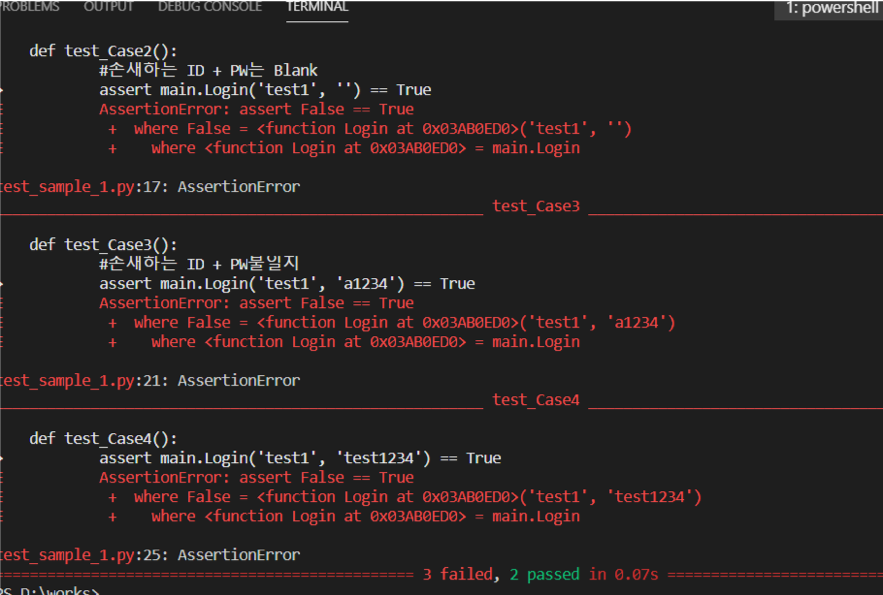 PROBLEMS OUTPUT DEBUG CONSOLE TERMINAL 1: powershell
def test_Case2():
#손새하는 ID + PW는 Blank
assert main.Login('test1', '') == True
AssertionError: assert False == True
+ where False = <function Login at 0x03AB0ED0>('test1', '')
+ where <function Login at 0x03AB0ED0> = main.Login
test_sample_1.py:17: AssertionError
test_Case3
def test_Case3():
#손새하는 ID + PW불일지
assert main.Login('test1', 'a1234') == True
AssertionError: assert False == True
+ where False = <function Login at 0x03AB0ED0>('test1', 'a1234')
+ where <function Login at 0x03AB0ED0> = main.Login
test_sample_1.py:21: AssertionError
test_Case4
def test_Case4():
assert main.Login('test1', 'test1234') == True
AssertionError: assert False == True
+ where False = <function Login at 0x03AB0ED0>('test1', 'test1234')
+ where <function Login at 0x03AB0ED0> = main.Login
test_sample_1.py:25: AssertionError
3 failed, 2 passed in 0.07s
PS D:\works>